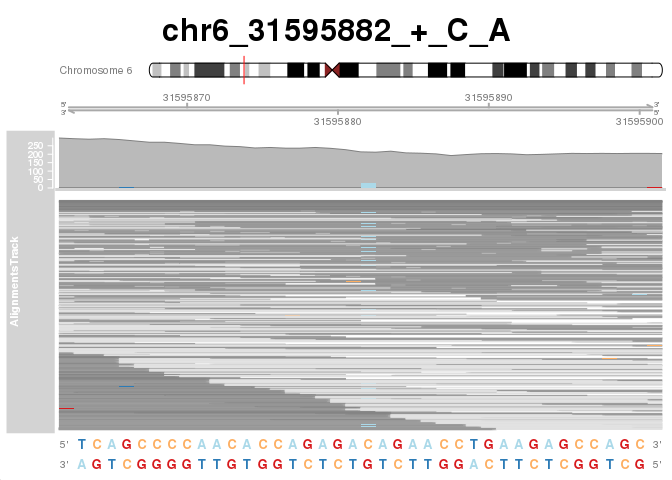 chr6_31595882_+_C_A
Chromosome 6
31595870 31595890
5' 3'
3' 5'
31595880 31595900
250
200
150
100
50
0
AlignmentsTrack
5' T C A G C C C C A A C A C C A G A G A C A G A A C C T G A A G A G C C A G C 3'
3' A G T C G G G G T T G T G G T C T C T G T C T T G G A C T T C T C G G T C G 5'